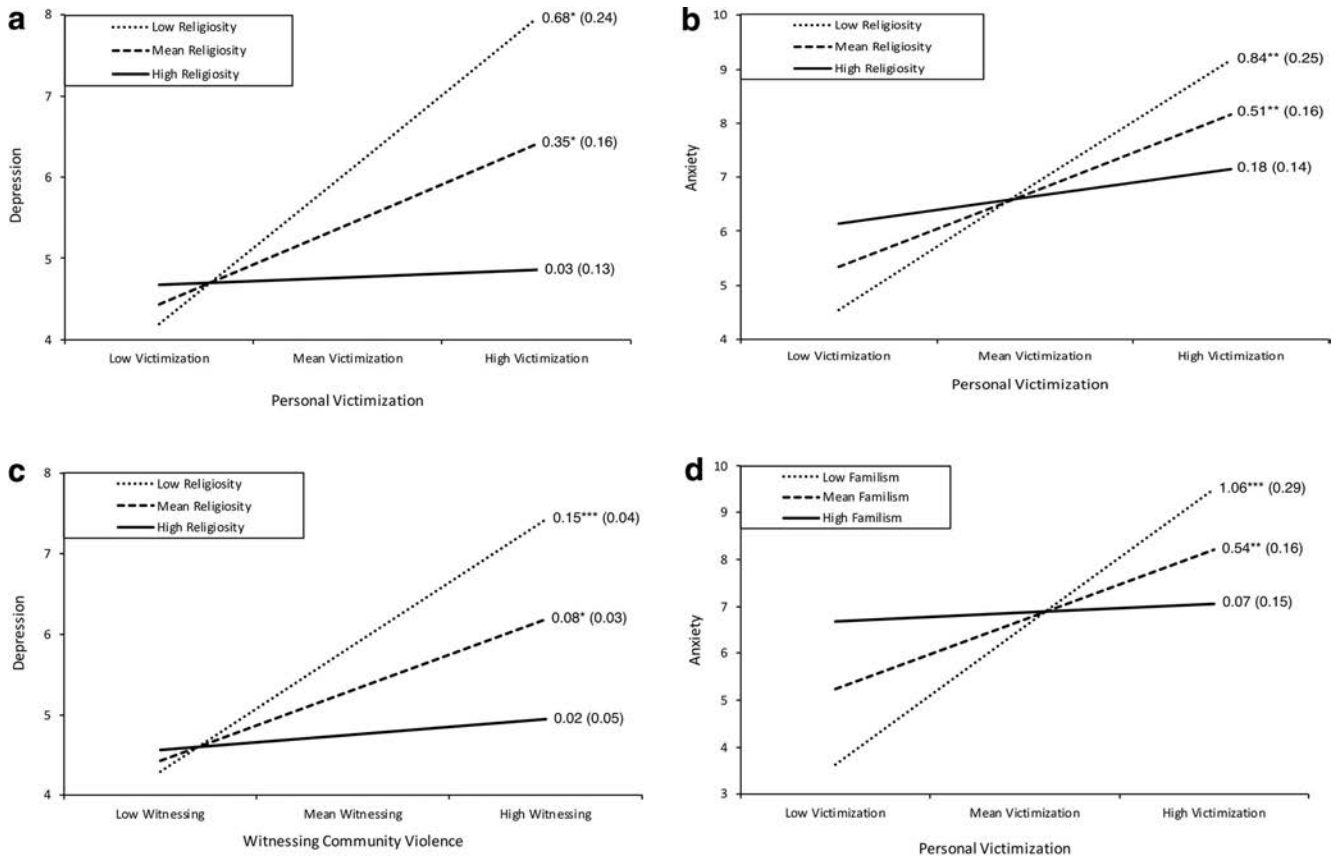 a
Low Religiosity
Mean Religiosity
High Religiosity
8
7
6
5
4
Depression
0.68* (0.24)
0.35* (0.16)
0.03 (0.13)
Low Victimization
Mean Victimization
High Victimization
Personal Victimization
b
Low Religiosity
Mean Religiosity
High Religiosity
10
9
8
7
6
5
4
Anxiety
0.84** (0.25)
0.51** (0.16)
0.18 (0.14)
Low Victimization
Mean Victimization
High Victimization
Personal Victimization
c
Low Religiosity
Mean Religiosity
High Religiosity
8
7
6
5
4
Depression
0.15*** (0.04)
0.08* (0.03)
0.02 (0.05)
Low Witnessing
Mean Witnessing
High Witnessing
Witnessing Community Violence
d
Low Familism
Mean Familism
High Familism
10
9
8
7
6
5
4
3
Anxiety
1.06*** (0.29)
0.54** (0.16)
0.07 (0.15)
Low Victimization
Mean Victimization
High Victimization
Personal Victimization